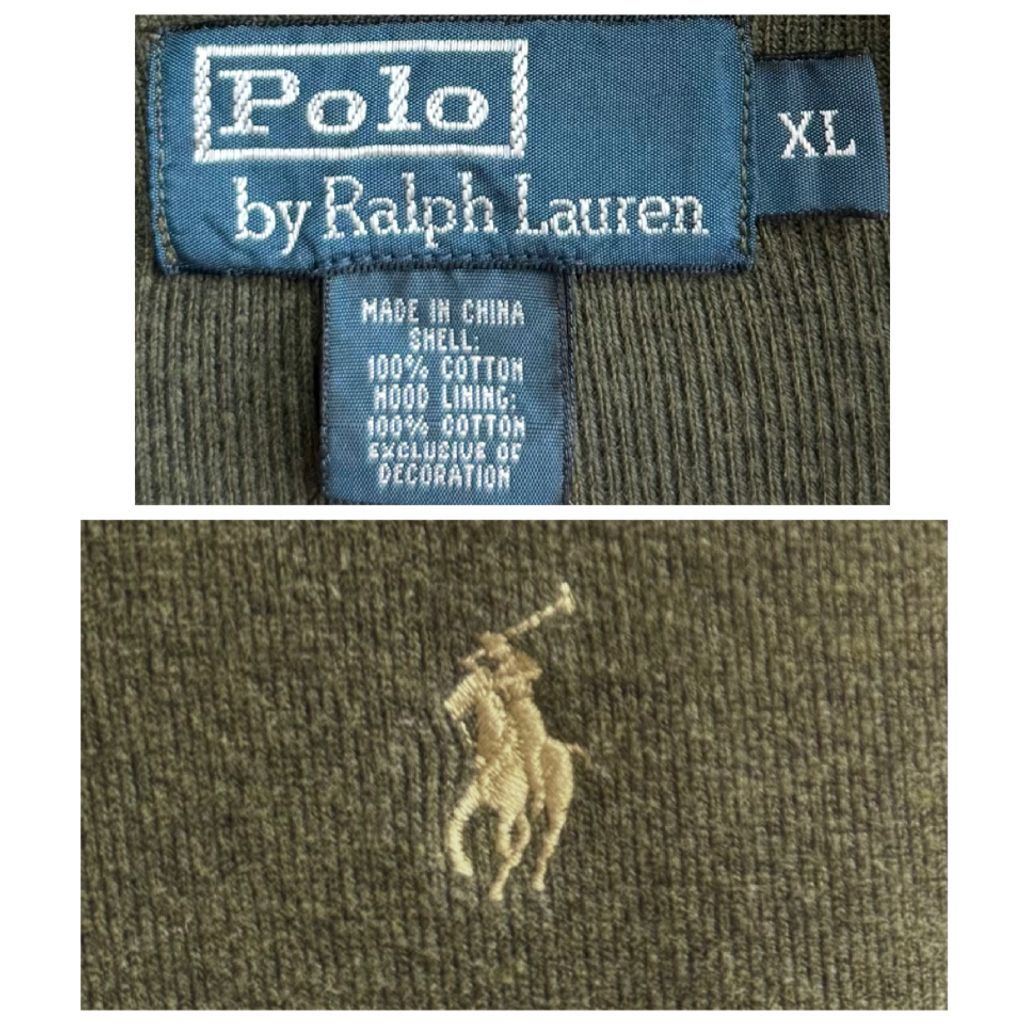 Polo
by Ralph Lauren
XL
MADE IN CHINA
SHELL:
100% COTTON
HOOD LINING:
100% COTTON
EXCLUSIVE OF
DECORATION